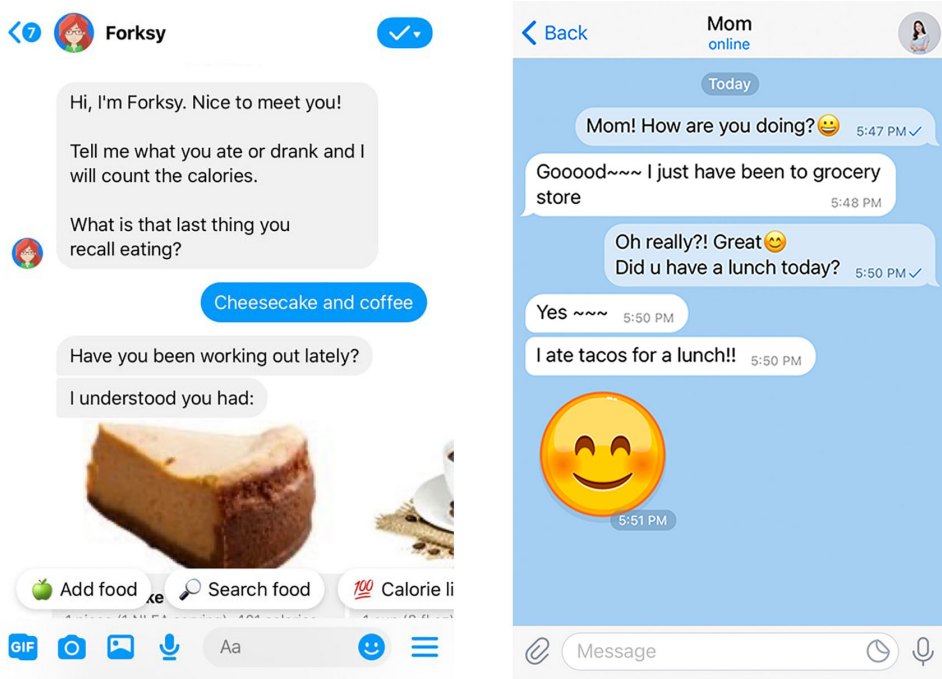 7
Forksy
Hi, I'm Forksy. Nice to meet you!
Tell me what you ate or drank and I
will count the calories.
What is that last thing you
recall eating?
Cheesecake and coffee
Have you been working out lately?
I understood you had:
Add food
ke
Search food
100
Calorie li
GIF
Aa
Back
Mom
online
Today
Mom! How are you doing? 5:47 PM
Gooood~~~ I just have been to grocery
store 5:48 PM
Oh really?! Great
Did u have a lunch today? 5:50 PM
Yes ~~~ 5:50 PM
I ate tacos for a lunch!! 5:50 PM
5:51 PM
Message